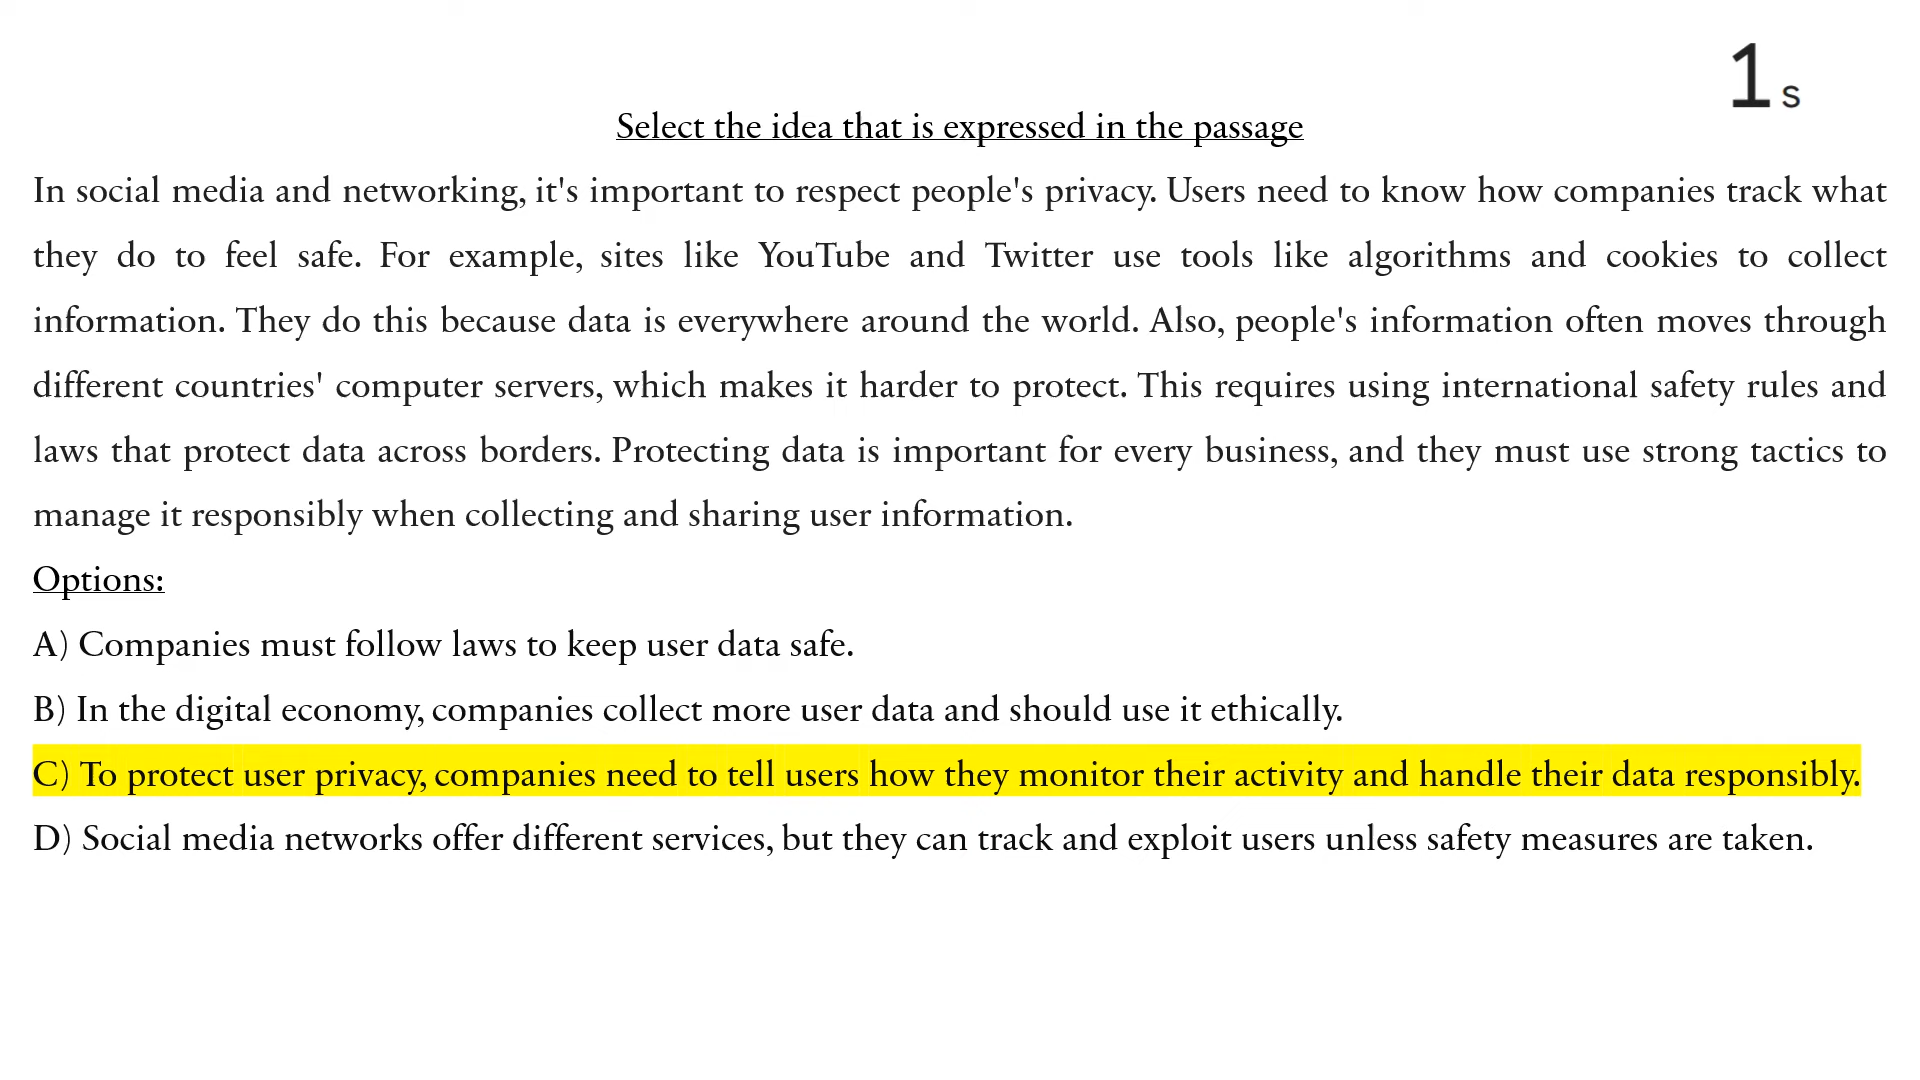 1 s
Select the idea that is expressed in the passage
In social media and networking, it's important to respect people's privacy. Users need to know how companies track what
they do to feel safe. For example, sites like YouTube and Twitter use tools like algorithms and cookies to collect
information. They do this because data is everywhere around the world. Also, people's information often moves through
different countries' computer servers, which makes it harder to protect. This requires using international safety rules and
laws that protect data across borders. Protecting data is important for every business, and they must use strong tactics to
manage it responsibly when collecting and sharing user information.
Options:
A) Companies must follow laws to keep user data safe.
B) In the digital economy, companies collect more user data and should use it ethically.
C) To protect user privacy, companies need to tell users how they monitor their activity and handle their data responsibly.
D) Social media networks offer different services, but they can track and exploit users unless safety measures are taken.